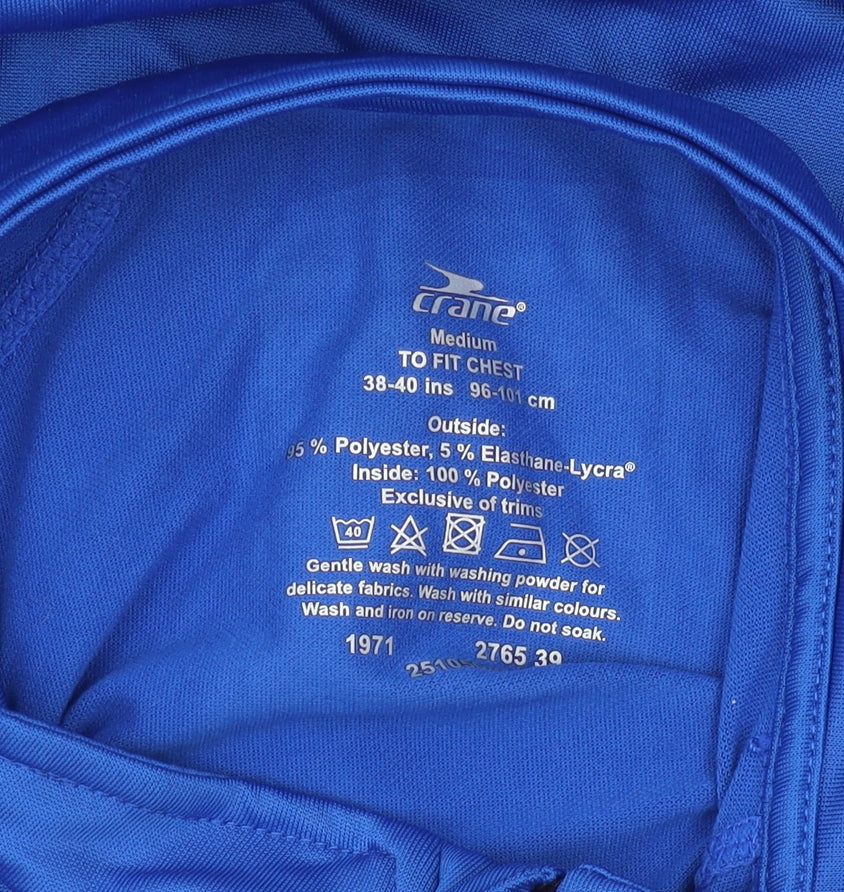 crane®
Medium
TO FIT CHEST
38-40 ins 96-101 cm
Outside:
95 % Polyester, 5 % Elasthane-Lycra®
Inside: 100 % Polyester
Exclusive of trims
40
Gentle wash with washing powder for
delicate fabrics. Wash with similar colours.
Wash and iron on reserve. Do not soak.
1971 2765 39